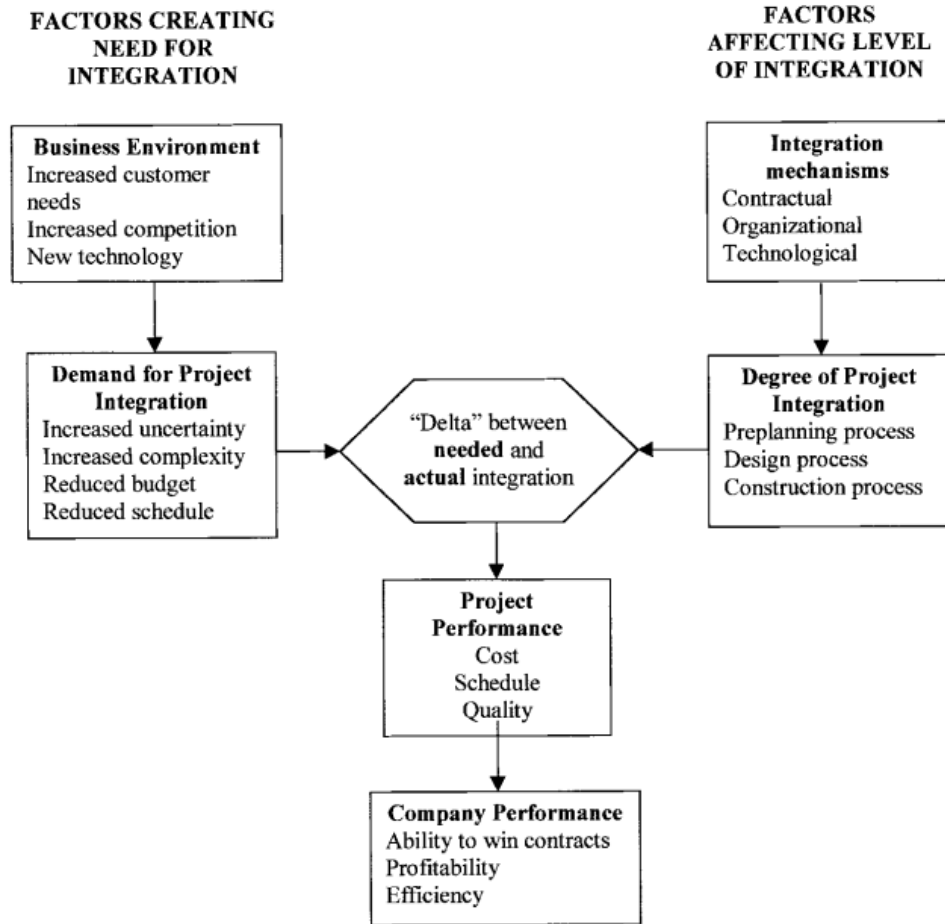 FACTORS CREATING
NEED FOR
INTEGRATION
FACTORS
AFFECTING LEVEL
OF INTEGRATION
Business Environment
Increased customer
needs
Increased competition
New technology
Integration
mechanisms
Contractual
Organizational
Technological
Demand for Project
Integration
Increased uncertainty
Increased complexity
Reduced budget
Reduced schedule
“Delta” between
needed and
actual integration
Degree of Project
Integration
Preplanning process
Design process
Construction process
Project
Performance
Cost
Schedule
Quality
Company Performance
Ability to win contracts
Profitability
Efficiency